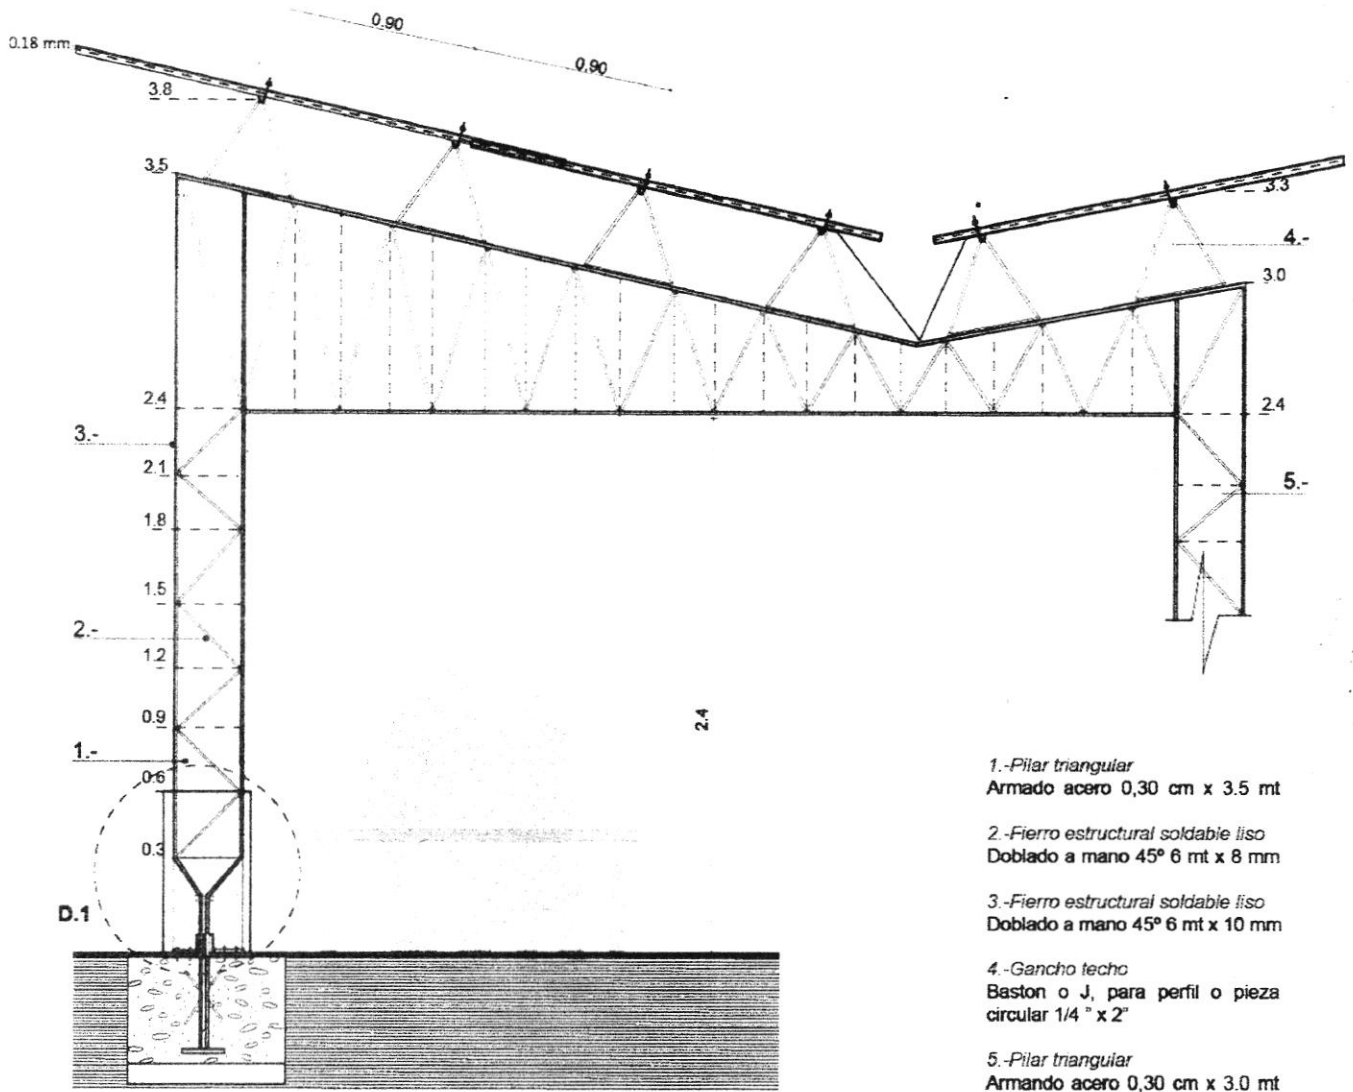 0.90
0.90
0.18 mm
3.8
3.5
3.3
4.-
3.0
2.4
2.4
3.-
2.1
5.-
1.8
1.5
2.-
1.2
2.4
0.9
1.-
0.6
0.3
D.1
1.-Pilar triangular
Armado acero 0,30 cm x 3.5 mt
2.-Fierro estructural soldable liso
Doblado a mano 45º 6 mt x 8 mm
3.-Fierro estructural soldable liso
Doblado a mano 45º 6 mt x 10 mm
4.-Gancho techo
Baston o J, para perfil o pieza
circular 1/4 " x 2"
5.-Pilar triangular
Armando acero 0,30 cm x 3.0 mt